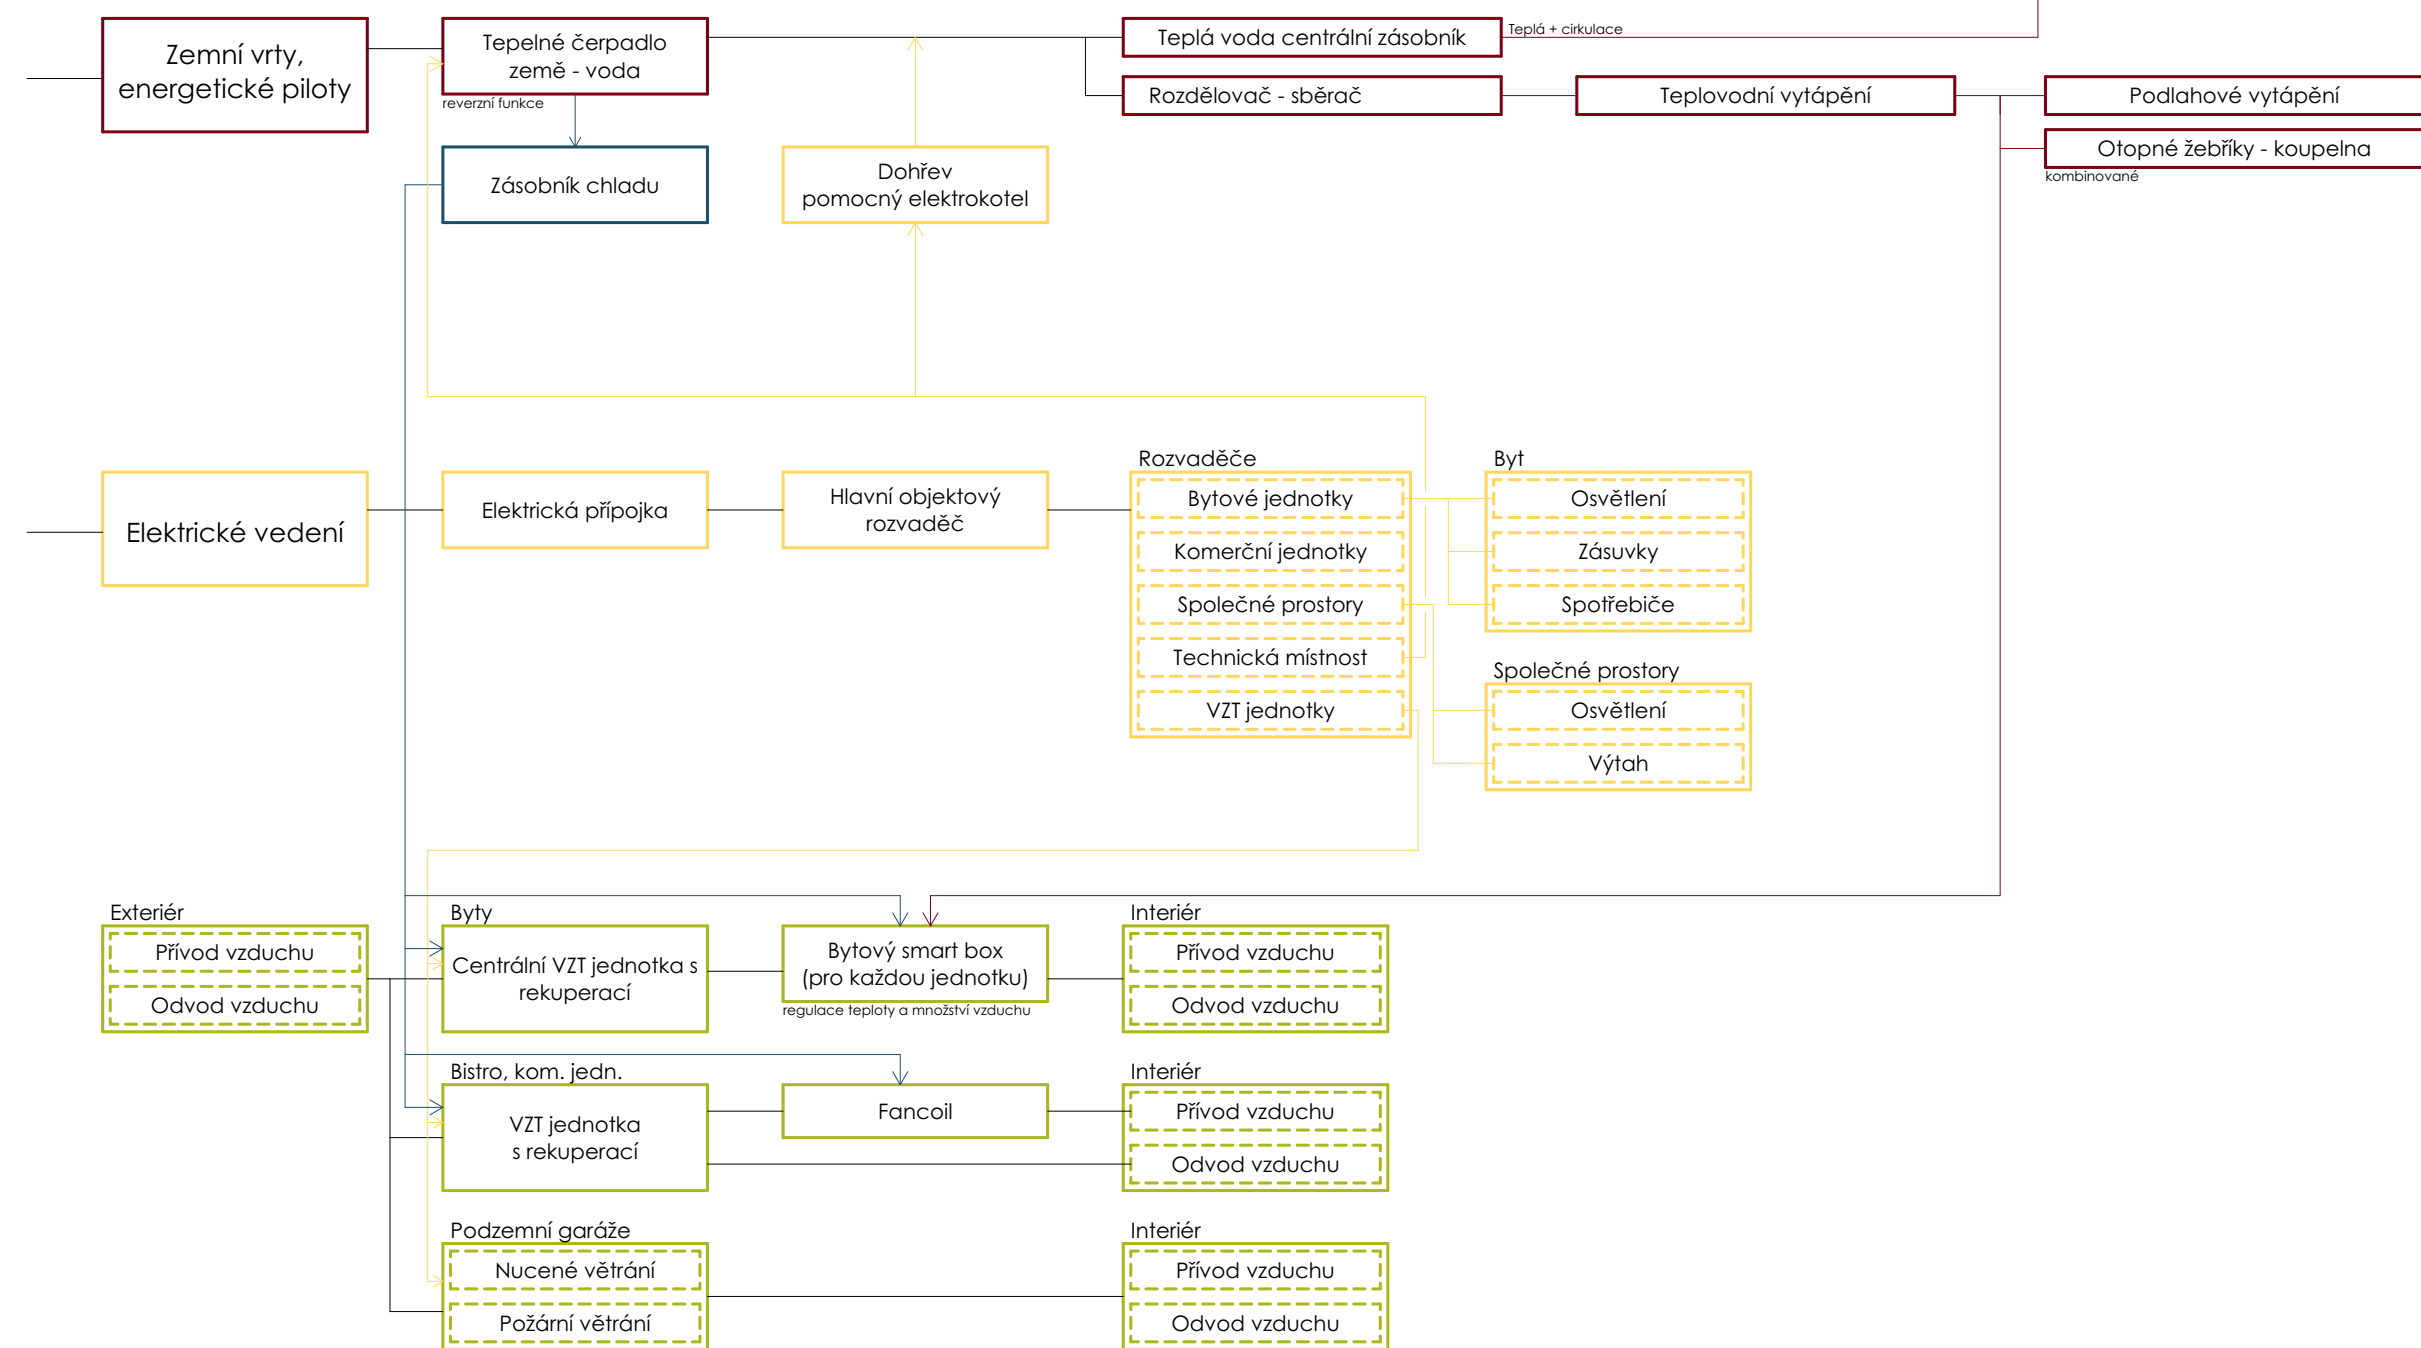 Zemní vrty,
energetické piloty
Tepelné čerpadlo
země - voda
reverzní funkce
Zásobník chladu
Dohřev
pomocný elektrokotel
Teplá voda centrální zásobník
Teplá + cirkulace
Rozdělovač - sběrač
Teplovodní vytápění
Podlahové vytápění
Otopné žebříky - koupelna
kombinované
Elektrické vedení
Elektrická přípojka
Hlavní objektový
rozvaděč
Rozvaděče
Bytové jednotky
Komerční jednotky
Společné prostory
Technická místnost
VZT jednotky
Byt
Osvětlení
Zásuvky
Spotřebiče
Společné prostory
Osvětlení
Výtah
Exteriér
Přívod vzduchu
Odvod vzduchu
Byty
Centrální VZT jednotka s
rekuperací
Bytový smart box
(pro každou jednotku)
regulace teploty a množství vzduchu
Interiér
Přívod vzduchu
Odvod vzduchu
Bistro, kom. jedn.
VZT jednotka
s rekuperací
Fancoil
Interiér
Přívod vzduchu
Odvod vzduchu
Podzemní garáže
Nucené větrání
Požární větrání
Interiér
Přívod vzduchu
Odvod vzduchu